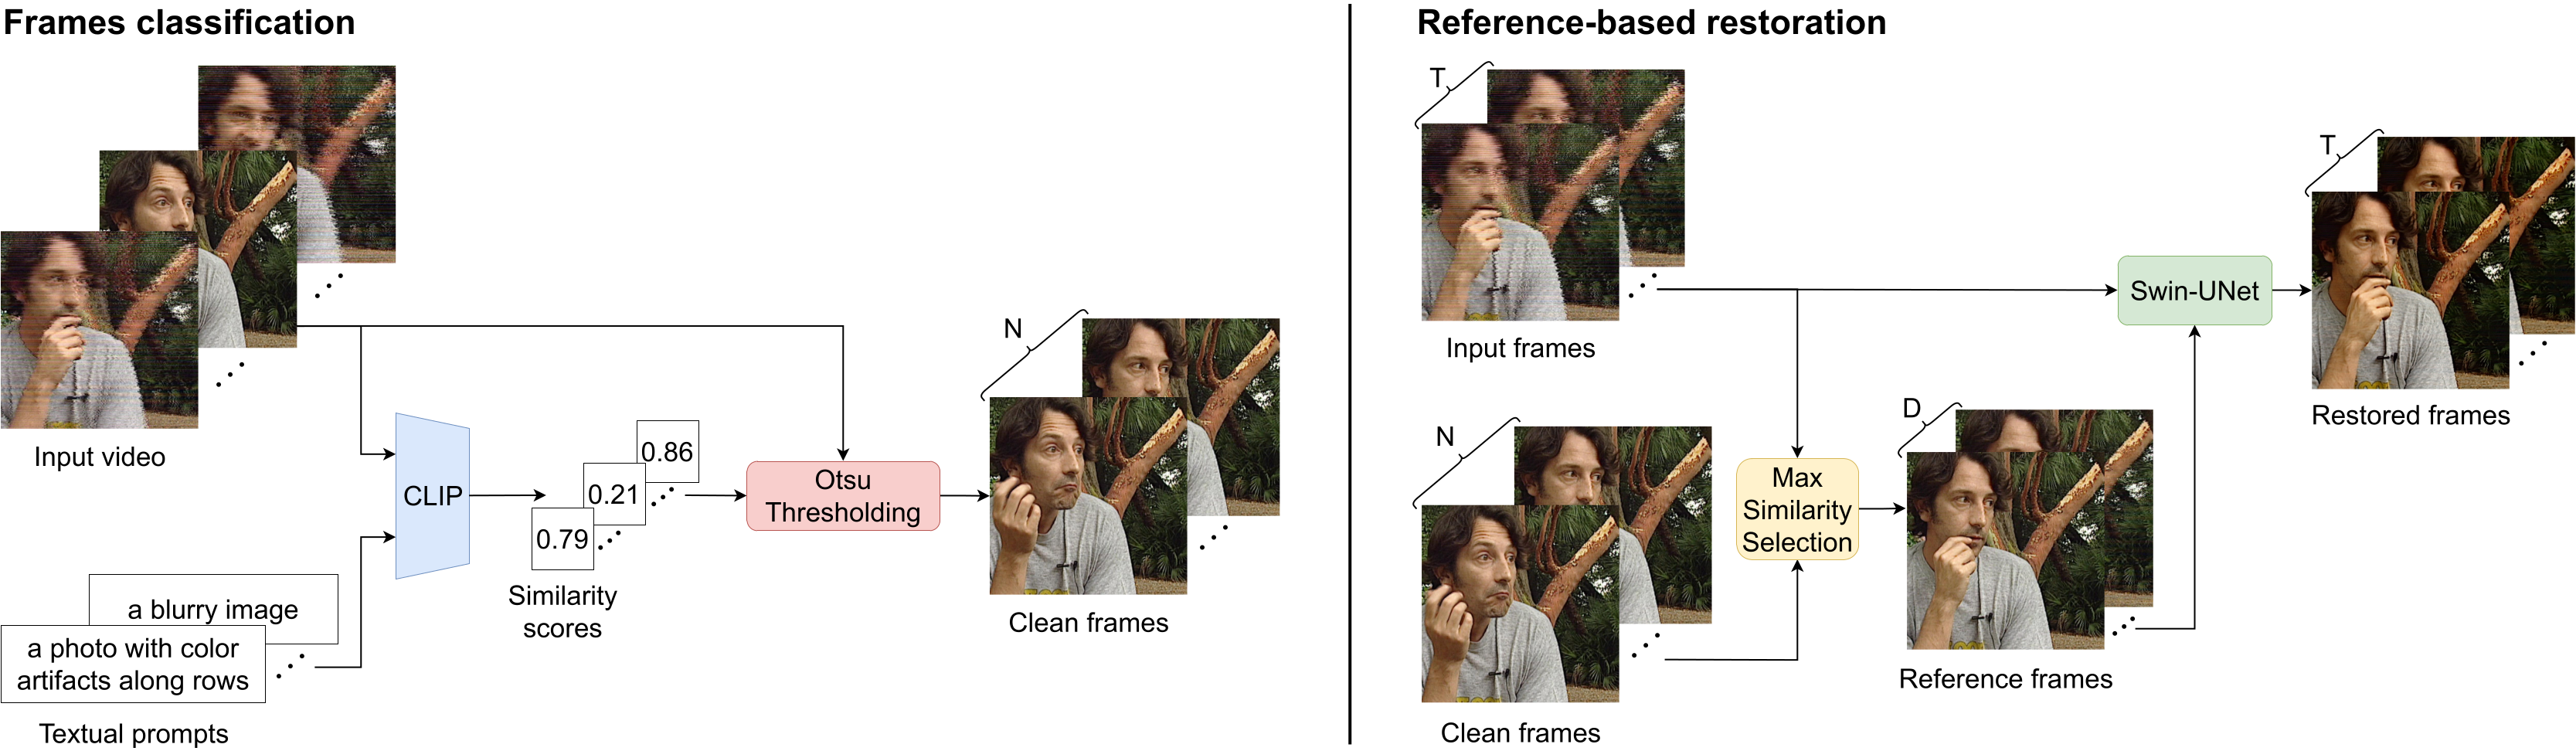 Frames classification
Input video
a blurry image
a photo with color
artifacts along rows
Textual prompts
CLIP
0.86
0.21
0.79
Similarity
scores
Otsu
Thresholding
N
Clean frames
Reference-based restoration
T
Input frames
N
Clean frames
Max
Similarity
Selection
D
Reference frames
Swin-UNet
T
Restored frames